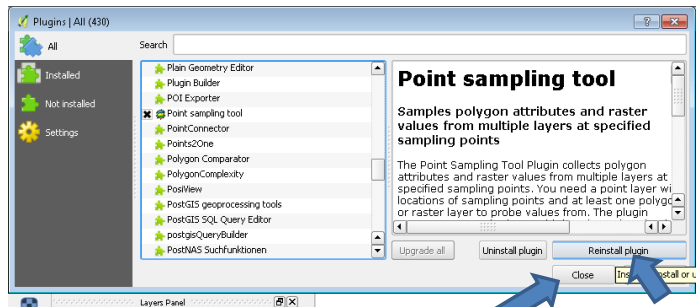 Plugins | All (430)
All
Installed
Not installed
Settings
Search
Plain Geometry Editor
Plugin Builder
POI Exporter
Point sampling tool
PointConnector
Points2One
Polygon Comparator
PolygonComplexity
PosiView
PostGIS geoprocessing tools
PostGIS SQL Query Editor
postgisQueryBuilder
PostNAS Suchfunktionen
Point sampling tool
Samples polygon attributes and raster
values from multiple layers at specified
sampling points
The Point Sampling Tool Plugin collects polygon
attributes and raster values from multiple layers at
specified sampling points. You need a point layer wi
locations of sampling points and at least one polygo
or raster layer to probe values from. The plugin
Upgrade all
Uninstall plugin
Reinstall plugin
Close
Layers Panel